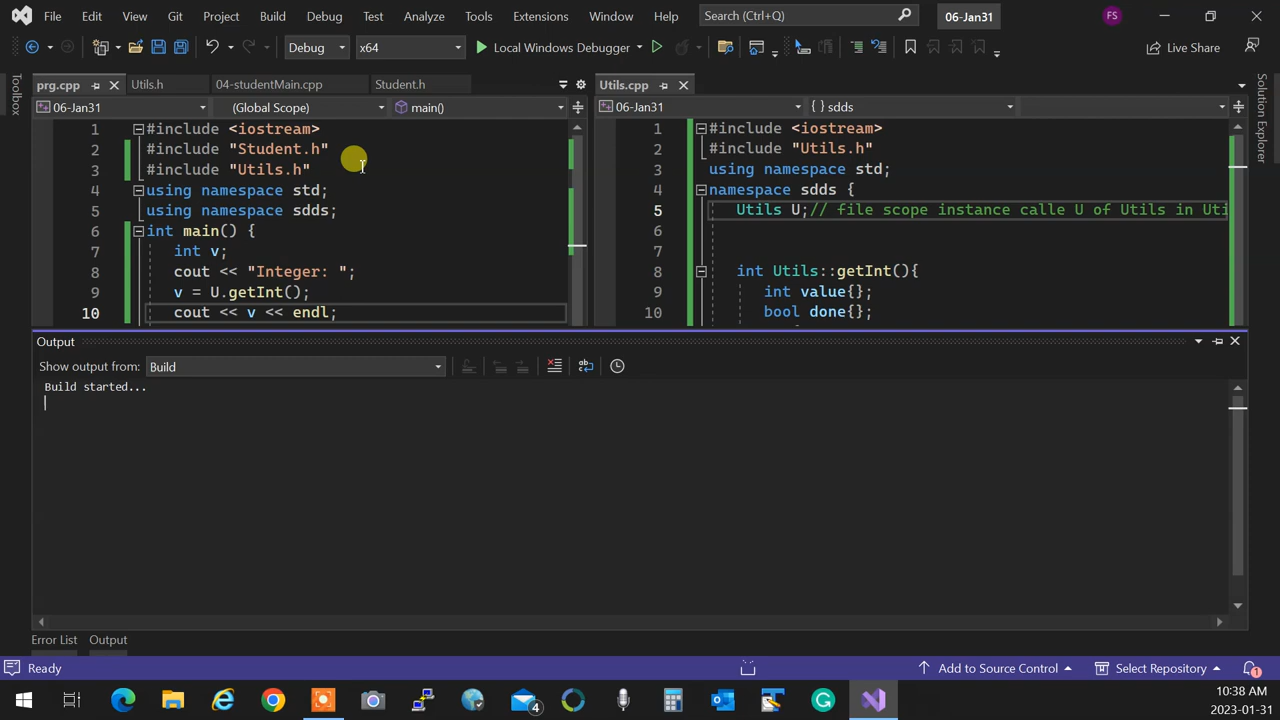 File Edit View Git Project Build Debug Test Analyze Tools Extensions Window Help Search (Ctrl+Q) 06-Jan31 FS
Debug x64 Local Windows Debugger Live Share
Toolbox
prg.cpp Utils.h 04-studentMain.cpp Student.h
06-Jan31 (Global Scope) main()
1 #include <iostream>
2 #include "Student.h"
3 #include "Utils.h"
4 using namespace std;
5 using namespace sdds;
6 int main() {
7 int v;
8 cout << "Integer: ";
9 v = U.getInt();
10 cout << v << endl;
Utils.cpp
06-Jan31 {} sdds
1 #include <iostream>
2 #include "Utils.h"
3 using namespace std;
4 namespace sdds {
5 Utils U;// file scope instance calle U of Utils in Uti
6
7
8 int Utils::getInt(){
9 int value{};
10 bool done{};
Output
Show output from: Build
Build started...
Error List Output
Ready Add to Source Control Select Repository 1
4
10:38 AM
2023-01-31